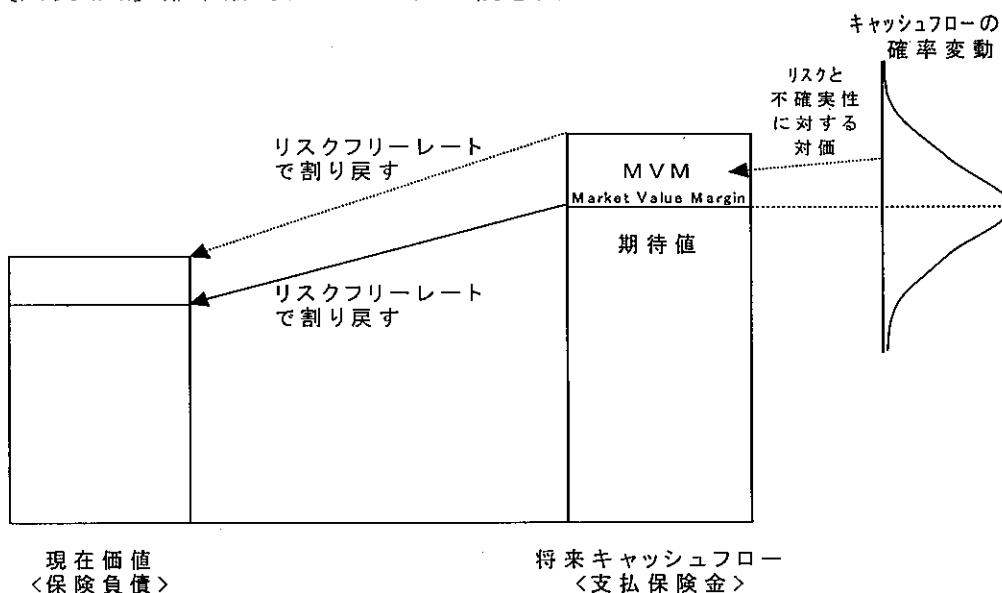 キャッシュフローの
確率変動
リスクと
不確実性
に対する
対価
リスクフリーレート
で割り戻す
MVM
Market Value Margin
期待値
リスクフリーレート
で割り戻す
現在価値
<保険負債>
将来キャッシュフロー
<支払保険金>